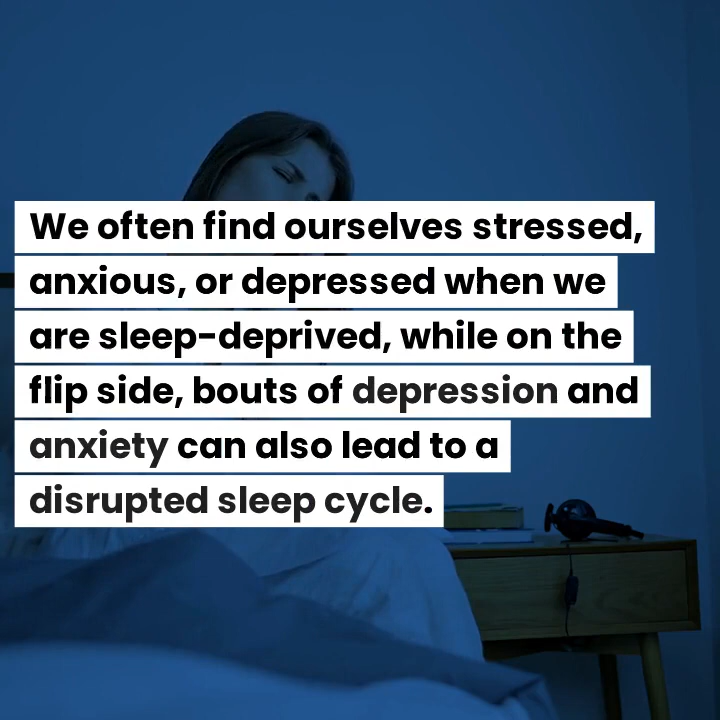 We often find ourselves stressed,
anxious, or depressed when we
are sleep-deprived, while on the
flip side, bouts of depression and
anxiety can also lead to a
disrupted sleep cycle.